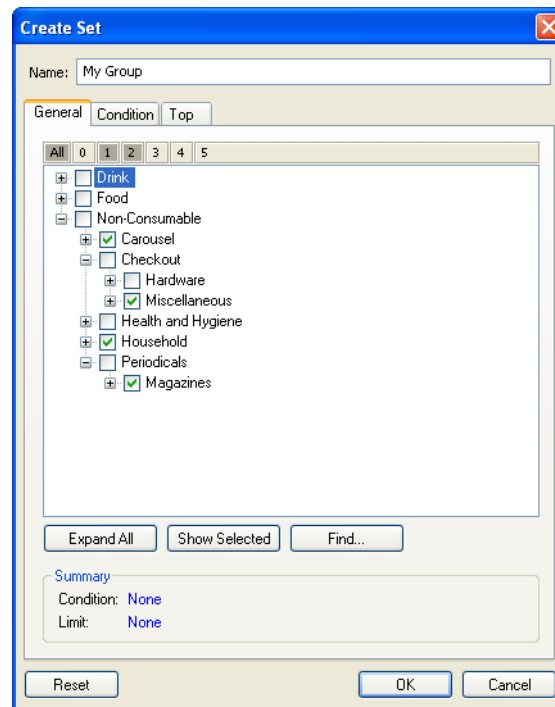 Create Set
Name: My Group
General Condition Top
All 0 1 2 3 4 5
Drink
Food
Non-Consumable
Carousel
Checkout
Hardware
Miscellaneous
Health and Hygiene
Household
Periodicals
Magazines
Expand All Show Selected Find...
Summary
Condition: None
Limit: None
Reset OK Cancel